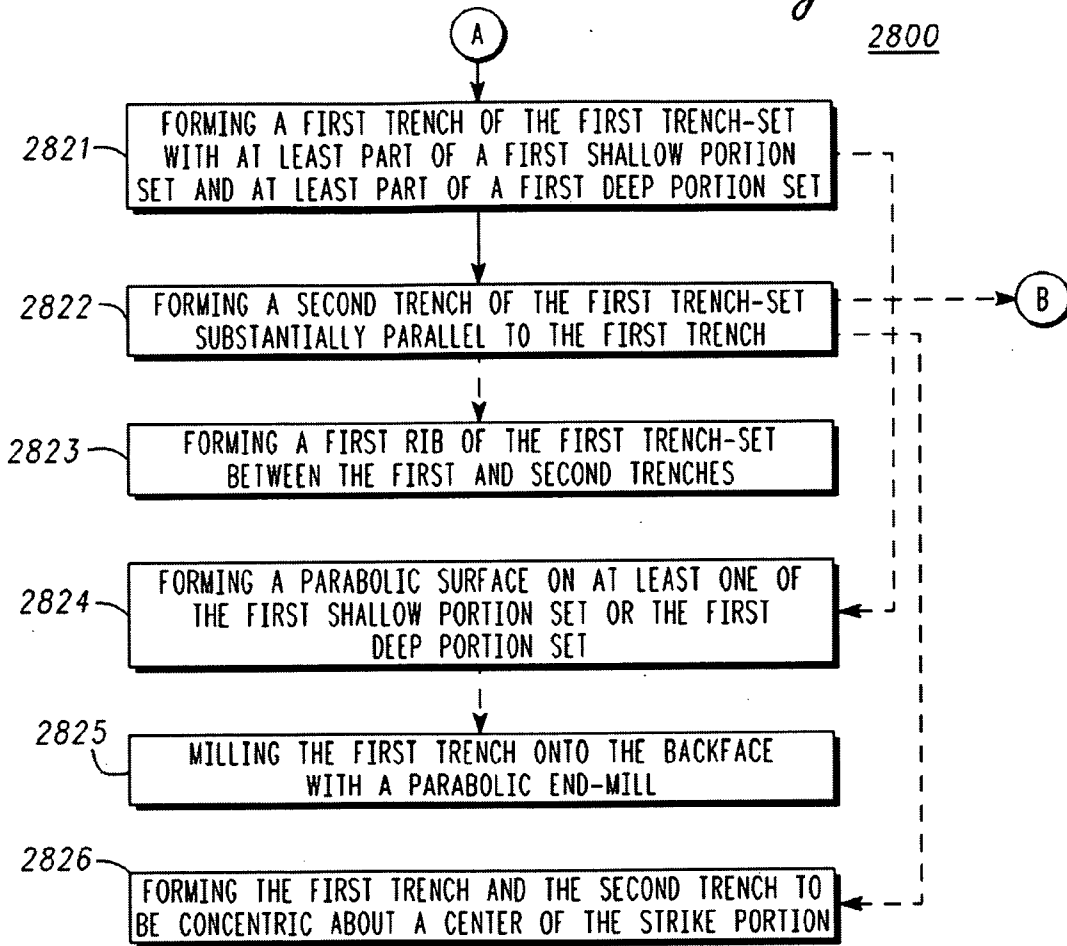 2800
A
2821
FORMING A FIRST TRENCH OF THE FIRST TRENCH-SET
WITH AT LEAST PART OF A FIRST SHALLOW PORTION
SET AND AT LEAST PART OF A FIRST DEEP PORTION SET
2822
FORMING A SECOND TRENCH OF THE FIRST TRENCH-SET
SUBSTANTIALLY PARALLEL TO THE FIRST TRENCH
B
2823
FORMING A FIRST RIB OF THE FIRST TRENCH-SET
BETWEEN THE FIRST AND SECOND TRENCHES
2824
FORMING A PARABOLIC SURFACE ON AT LEAST ONE OF
THE FIRST SHALLOW PORTION SET OR THE FIRST
DEEP PORTION SET
2825
MILLING THE FIRST TRENCH ONTO THE BACKFACE
WITH A PARABOLIC END-MILL
2826
FORMING THE FIRST TRENCH AND THE SECOND TRENCH TO
BE CONCENTRIC ABOUT A CENTER OF THE STRIKE PORTION